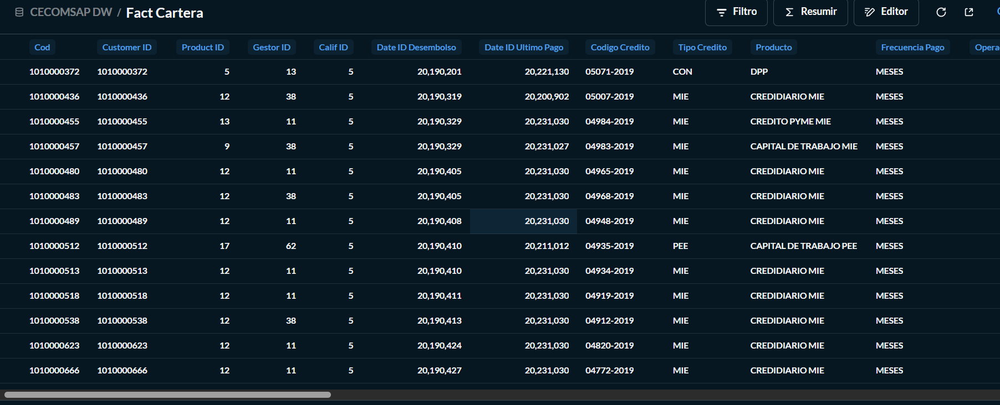 CECOMSAP DW / Fact Cartera Filtro Resumir Editor
Cod Customer ID Product ID Gestor ID Calif ID Date ID Desembolso Date ID Ultimo Pago Codigo Credito Tipo Credito Producto Frecuencia Pago
1010000372 1010000372 5 13 5 20,190,201 20,221,130 05071-2019 CON DPP MESES
1010000436 1010000436 12 38 5 20,190,319 20,200,902 05007-2019 MIE CREDIDIARIO MIE MESES
1010000455 1010000455 13 11 5 20,190,329 20,231,030 04984-2019 MIE CREDITO PYME MIE MESES
1010000457 1010000457 9 38 5 20,190,329 20,231,027 04983-2019 MIE CAPITAL DE TRABAJO MIE MESES
1010000480 1010000480 12 11 5 20,190,405 20,231,030 04965-2019 MIE CREDIDIARIO MIE MESES
1010000483 1010000483 12 38 5 20,190,405 20,231,030 04968-2019 MIE CREDIDIARIO MIE MESES
1010000489 1010000489 12 11 5 20,190,408 20,231,030 04948-2019 MIE CREDIDIARIO MIE MESES
1010000512 1010000512 17 62 5 20,190,410 20,211,012 04935-2019 PEE CAPITAL DE TRABAJO PEE MESES
1010000513 1010000513 12 11 5 20,190,410 20,231,030 04934-2019 MIE CREDIDIARIO MIE MESES
1010000518 1010000518 12 11 5 20,190,411 20,231,030 04919-2019 MIE CREDIDIARIO MIE MESES
1010000538 1010000538 12 38 5 20,190,413 20,231,030 04912-2019 MIE CREDIDIARIO MIE MESES
1010000623 1010000623 12 11 5 20,190,424 20,231,030 04820-2019 MIE CREDIDIARIO MIE MESES
1010000666 1010000666 12 11 5 20,190,427 20,231,030 04772-2019 MIE CREDIDIARIO MIE MESES